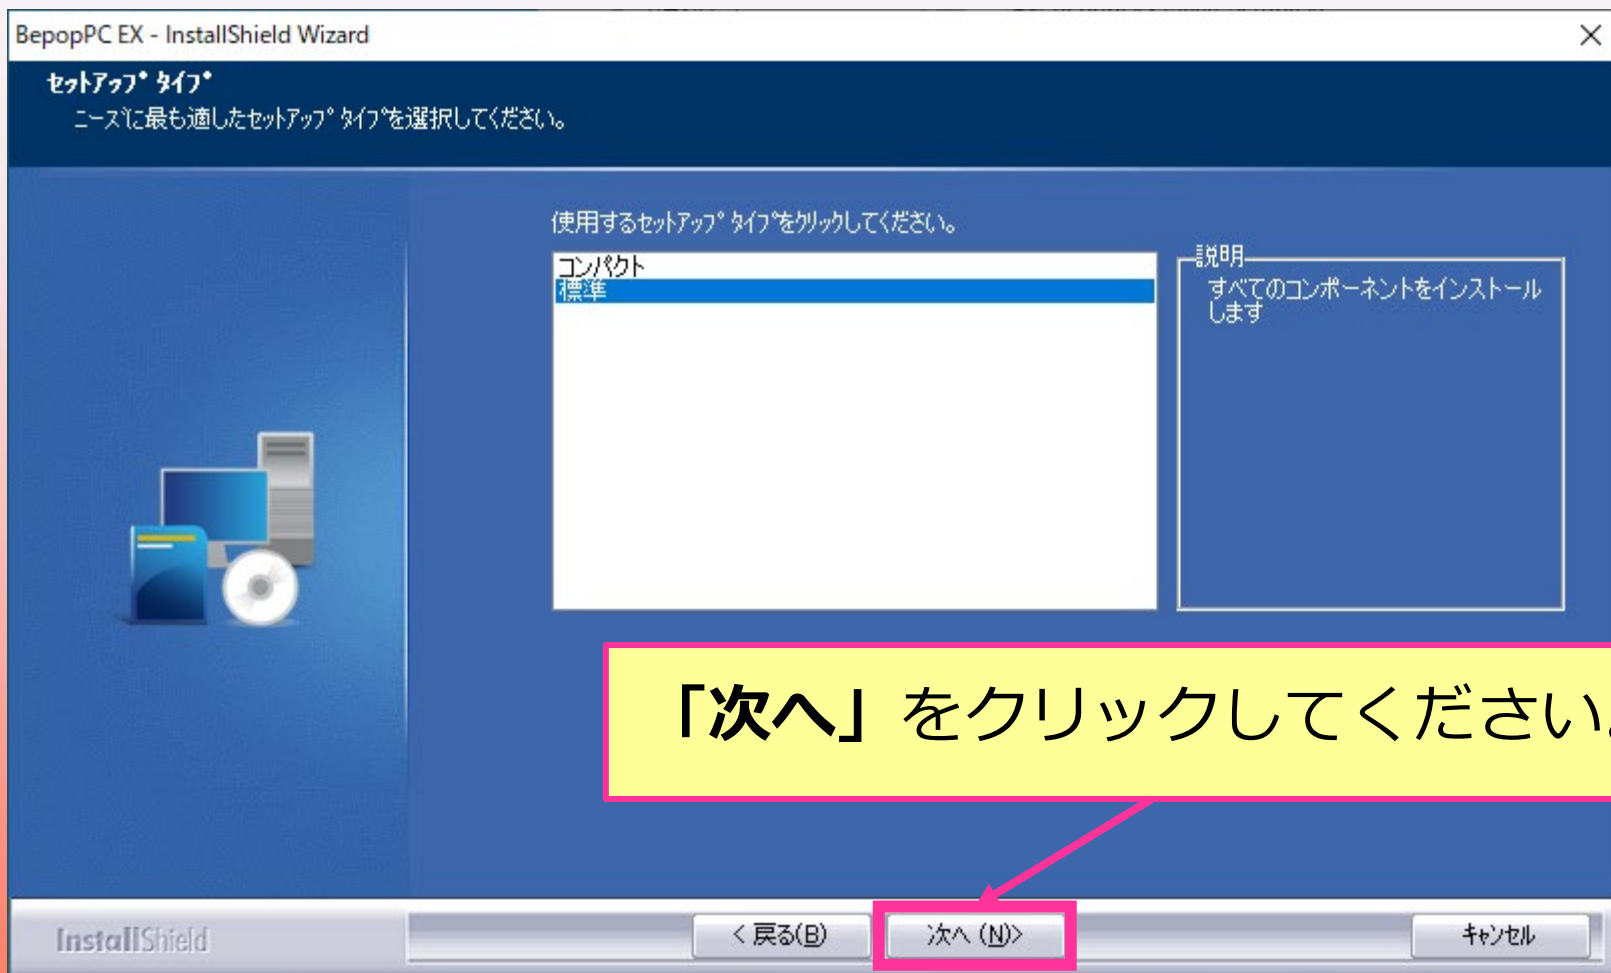 BepopPC EX - InstallShield Wizard
セットアップ タイプ
ニーズに最も適したセットアップ タイプを選択してください。
使用するセットアップ タイプをクリックしてください。
コンパクト
標準
説明
すべてのコンポーネントをインストール
します
「次へ」をクリックしてください。
InstallShield
< 戻る(B)
次へ (N)>
キャンセル